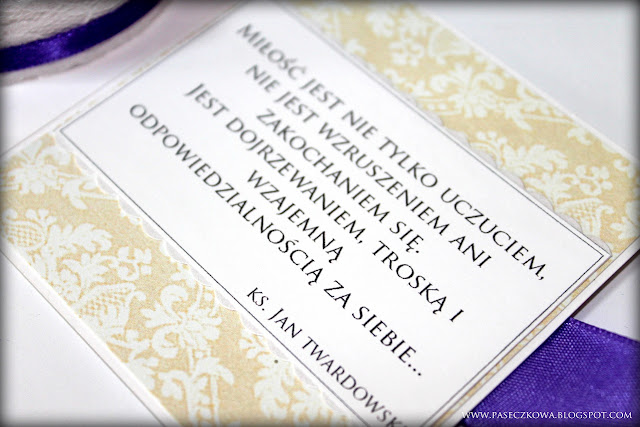 Miłość jest nie tylko uczuciem,
nie jest wzruszeniem ani
zakochaniem się.
Jest dojrzewaniem, troską i
wzajemną
odpowiedzialnością za siebie...
ks. Jan Twardowsk
www.paseczkowa.blogspot.com